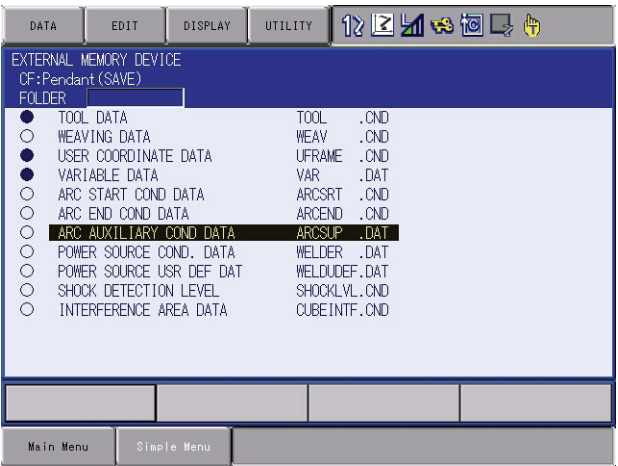 DATA EDIT DISPLAY UTILITY
EXTERNAL MEMORY DEVICE
CF:Pendant(SAVE)
FOLDER
TOOL DATA TOOL .CND
WEAVING DATA WEAV .CND
USER COORDINATE DATA UFRAME .CND
VARIABLE DATA VAR .DAT
ARC START COND DATA ARCSRT .CND
ARC END COND DATA ARCEND .CND
ARC AUXILIARY COND DATA ARCSUP .DAT
POWER SOURCE COND. DATA WELDER .DAT
POWER SOURCE USR DEF DAT WELDUDEF.DAT
SHOCK DETECTION LEVEL SHOCKLVL.CND
INTERFERENCE AREA DATA CUBEINTF.CND
Main Menu Simple Menu